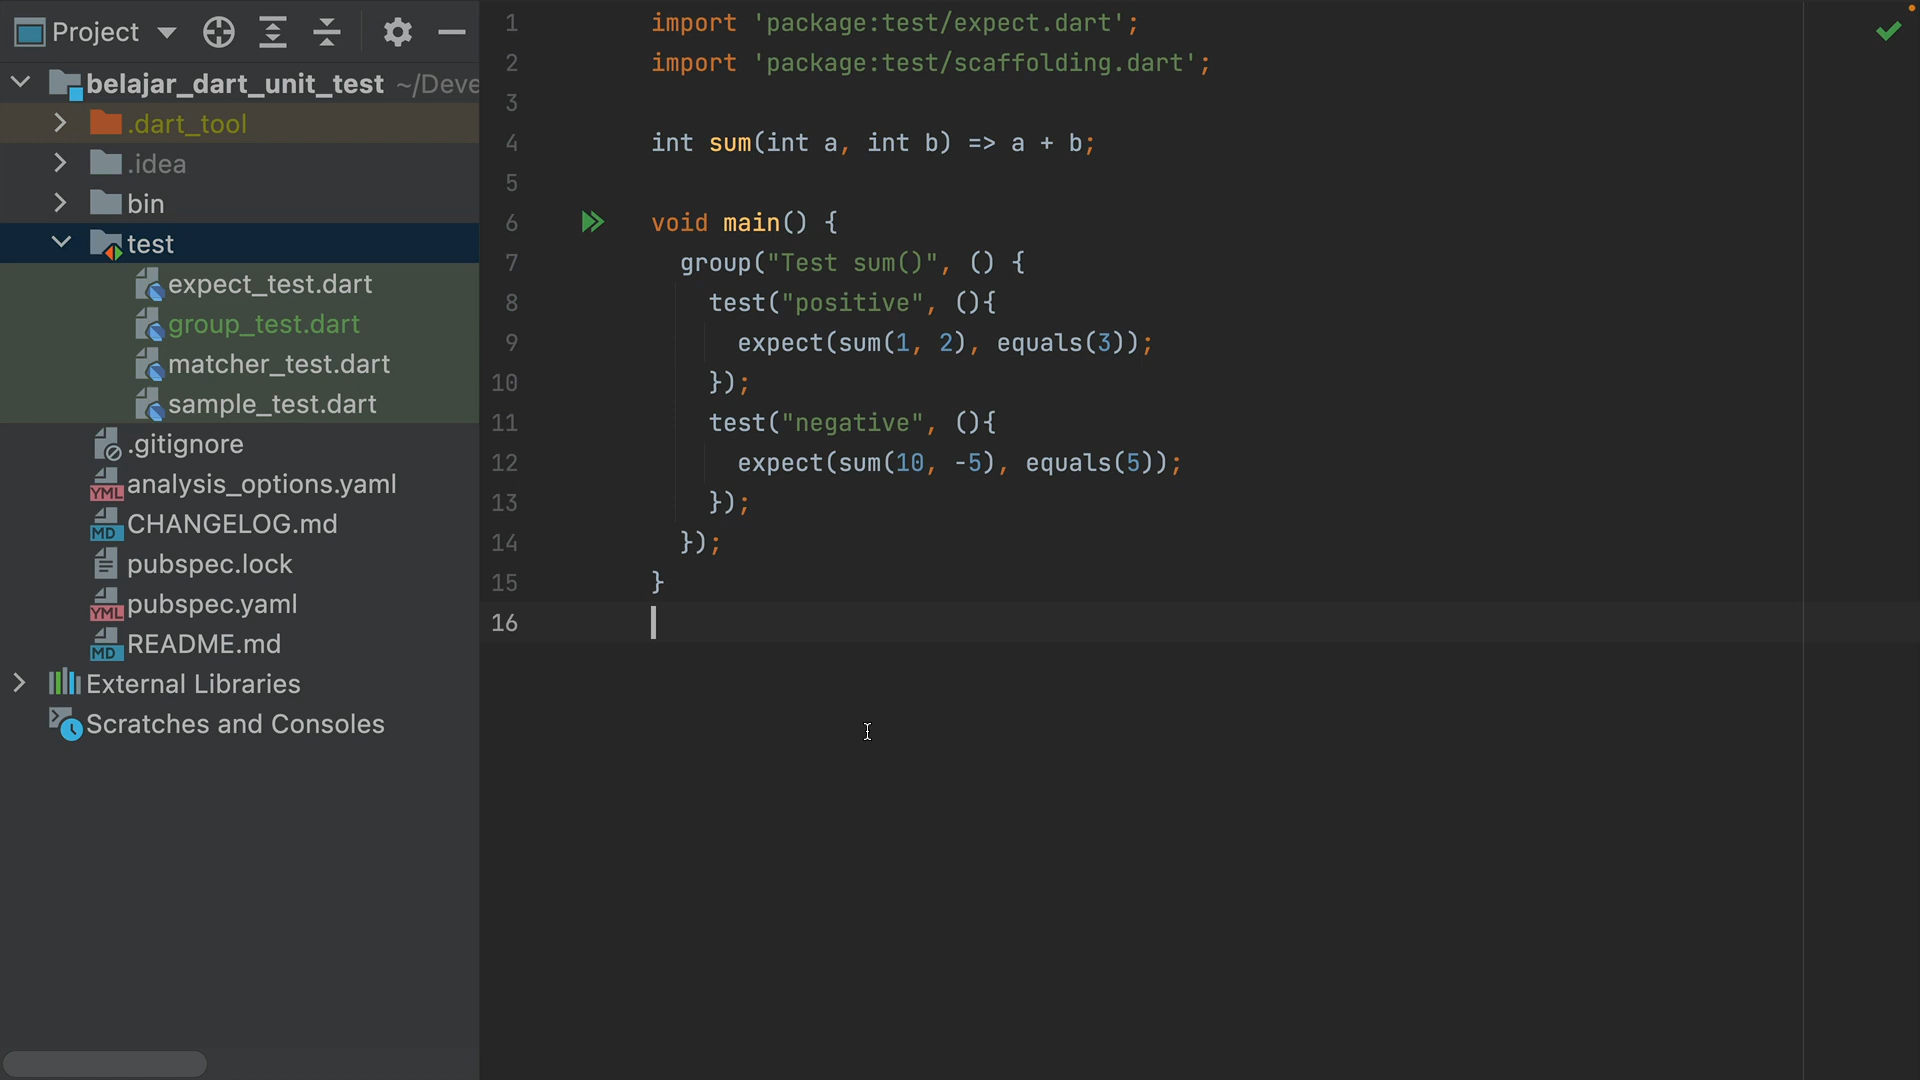 Project
belajar_dart_unit_test ~/Deve
.dart_tool
.idea
bin
test
expect_test.dart
group_test.dart
matcher_test.dart
sample_test.dart
.gitignore
YML analysis_options.yaml
MD CHANGELOG.md
pubspec.lock
YML pubspec.yaml
MD README.md
External Libraries
Scratches and Consoles
1 import 'package:test/expect.dart';
2 import 'package:test/scaffolding.dart';
3
4 int sum(int a, int b) => a + b;
5
6 void main() {
7 group("Test sum()", () {
8 test("positive", (){
9 expect(sum(1, 2), equals(3));
10 });
11 test("negative", (){
12 expect(sum(10, -5), equals(5));
13 });
14 });
15 }
16